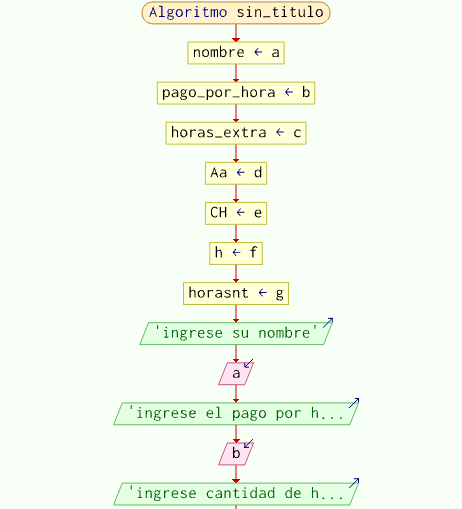 Algoritmo sin_titulo
nombre ← a
pago_por_hora ← b
horas_extra ← c
Aa ← d
CH ← e
h ← f
horasnt ← g
'ingrese su nombre'
a
'ingrese el pago por h...
b
'ingrese cantidad de h...